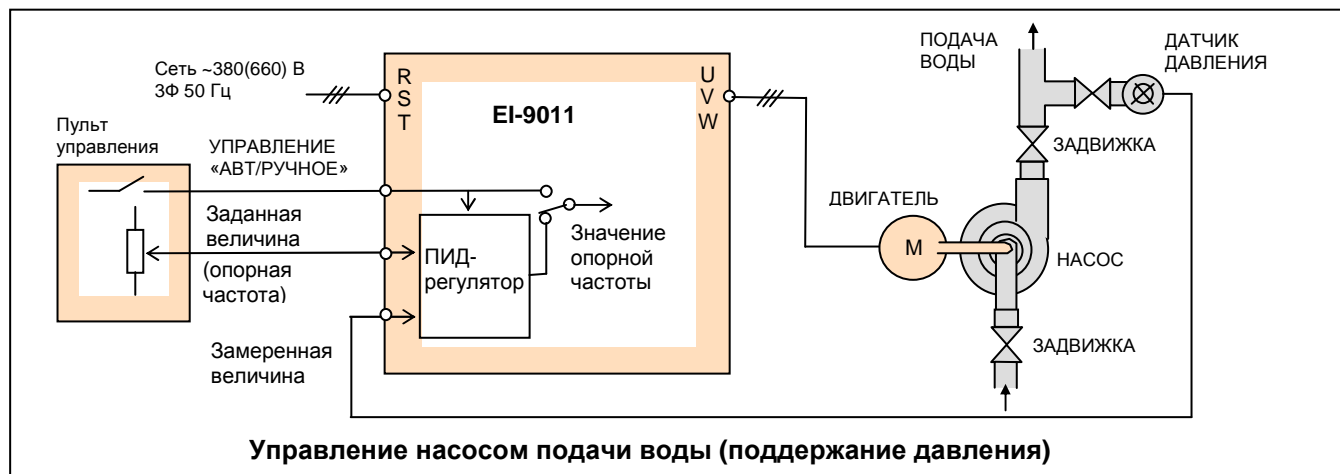 Сеть ~380(660) В
3Ф 50 Гц
Пульт
управления
УПРАВЛЕНИЕ
«АВТ/РУЧНОЕ»
Заданная
величина
(опорная
частота)
Замеренная
величина
R
S
T
EI-9011
U
V
W
ПИД-
регулятор
Значение
опорной
частоты
ДВИГАТЕЛЬ
М
ПОДАЧА
ВОДЫ
ДАТЧИК
ДАВЛЕНИЯ
ЗАДВИЖКА
НАСОС
ЗАДВИЖКА
Управление насосом подачи воды (поддержание давления)